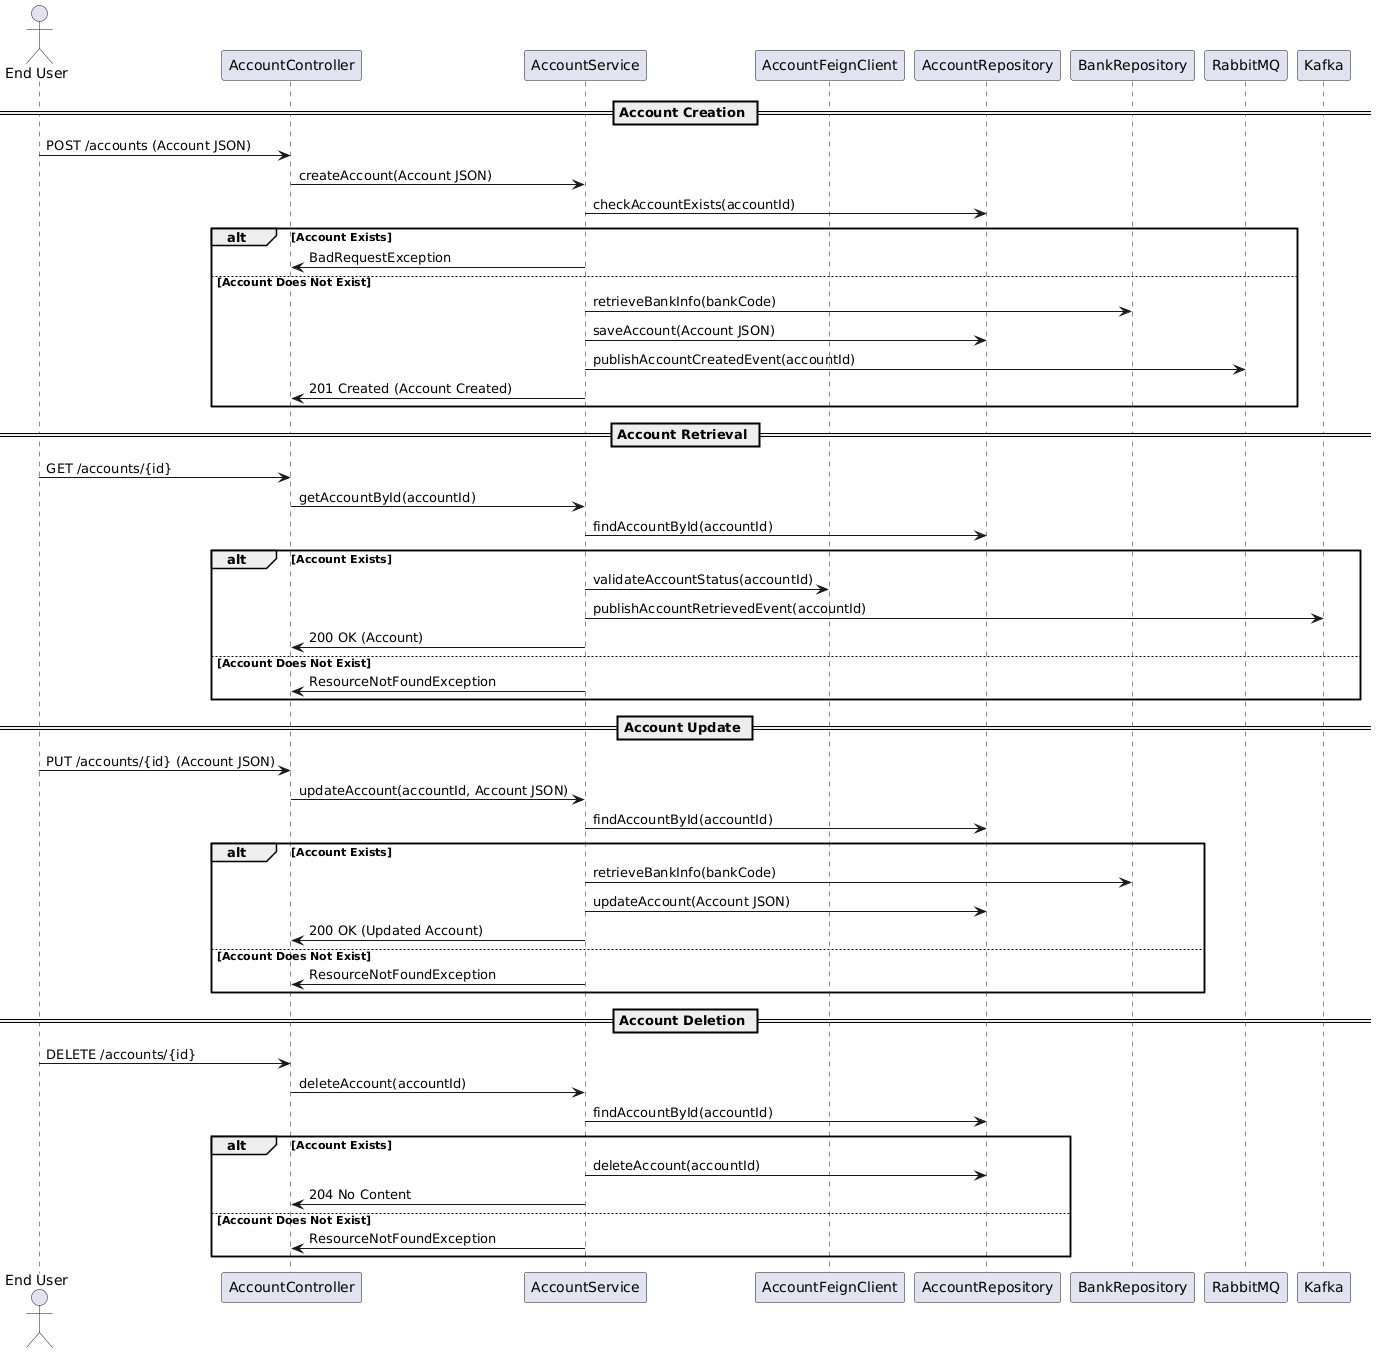 End User
AccountController
AccountService
AccountFeignClient
AccountRepository
BankRepository
RabbitMQ
Kafka
Account Creation
POST /accounts (Account JSON)
createAccount(Account JSON)
checkAccountExists(accountId)
alt
[Account Exists]
BadRequestException
[Account Does Not Exist]
retrieveBankInfo(bankCode)
saveAccount(Account JSON)
publishAccountCreatedEvent(accountId)
201 Created (Account Created)
Account Retrieval
GET /accounts/{id}
getAccountById(accountId)
findAccountById(accountId)
alt
[Account Exists]
validateAccountStatus(accountId)
publishAccountRetrievedEvent(accountId)
200 OK (Account)
[Account Does Not Exist]
ResourceNotFoundException
Account Update
PUT /accounts/{id} (Account JSON)
updateAccount(accountId, Account JSON)
findAccountById(accountId)
alt
[Account Exists]
retrieveBankInfo(bankCode)
updateAccount(Account JSON)
200 OK (Updated Account)
[Account Does Not Exist]
ResourceNotFoundException
Account Deletion
DELETE /accounts/{id}
deleteAccount(accountId)
findAccountById(accountId)
alt
[Account Exists]
deleteAccount(accountId)
204 No Content
[Account Does Not Exist]
ResourceNotFoundException
End User
AccountController
AccountService
AccountFeignClient
AccountRepository
BankRepository
RabbitMQ
Kafka